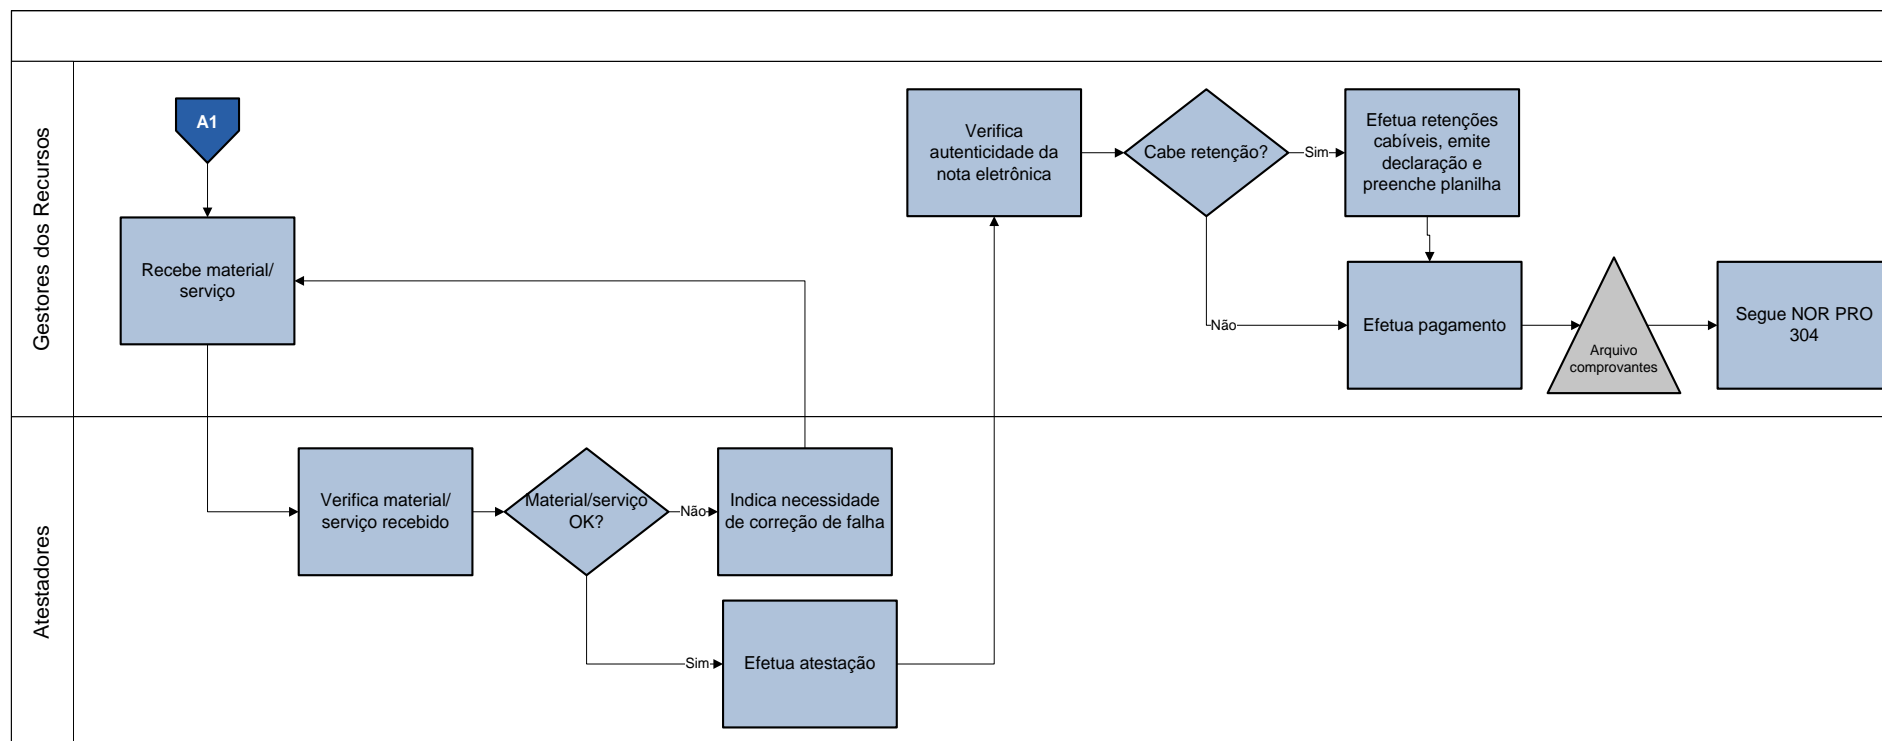 Gestores dos Recursos
A1
Recebe material/
serviço
Verifica
autenticidade da
nota eletrônica
Cabe retenção?
Sim
Efetua retenções
cabíveis, emite
declaração e
preenche planilha
Não
Efetua pagamento
Arquivo
comprovantes
Segue NOR PRO
304
Atestadores
Verifica material/
serviço recebido
Material/serviço
OK?
Não
Indica necessidade
de correção de falha
Sim
Efetua atestação